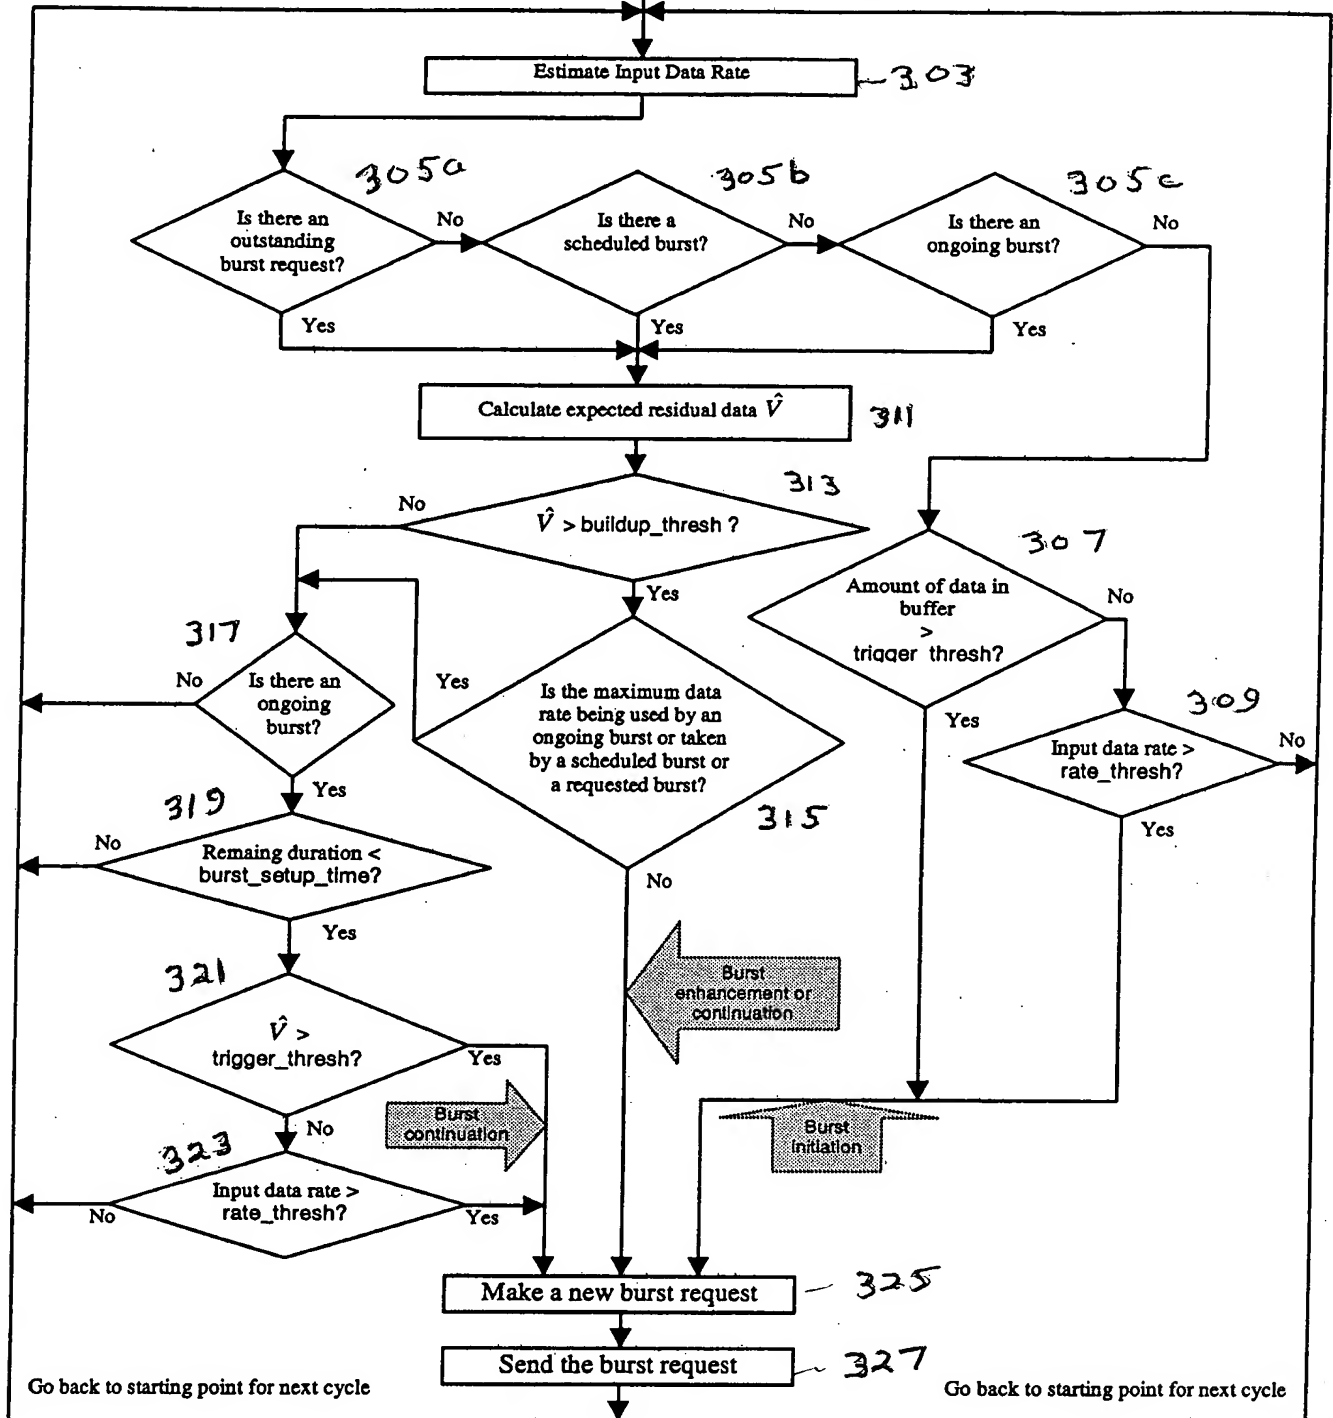 Estimate Input Data Rate
303
305a
305b
305c
Is there an
outstanding
burst request?
No
Is there a
scheduled burst?
No
Is there an
ongoing burst?
No
Yes
Yes
Yes
Calculate expected residual data V̂
311
313
No
V̂ > buildup_thresh ?
Yes
307
Amount of data in
buffer
>
trigger_thresh?
No
317
No
Is there an
ongoing
burst?
Yes
Is the maximum data
rate being used by an
ongoing burst or taken
by a scheduled burst or
a requested burst?
315
Yes
309
Input data rate >
rate_thresh?
No
Yes
Yes
319
No
Remaing duration <
burst_setup_time?
No
Yes
321
V̂ >
trigger_thresh?
Yes
Burst
enhancement or
continuation
Burst
continuation
Burst
initiation
No
323
Input data rate >
rate_thresh?
No
Yes
Make a new burst request
325
Send the burst request
327
Go back to starting point for next cycle
Go back to starting point for next cycle